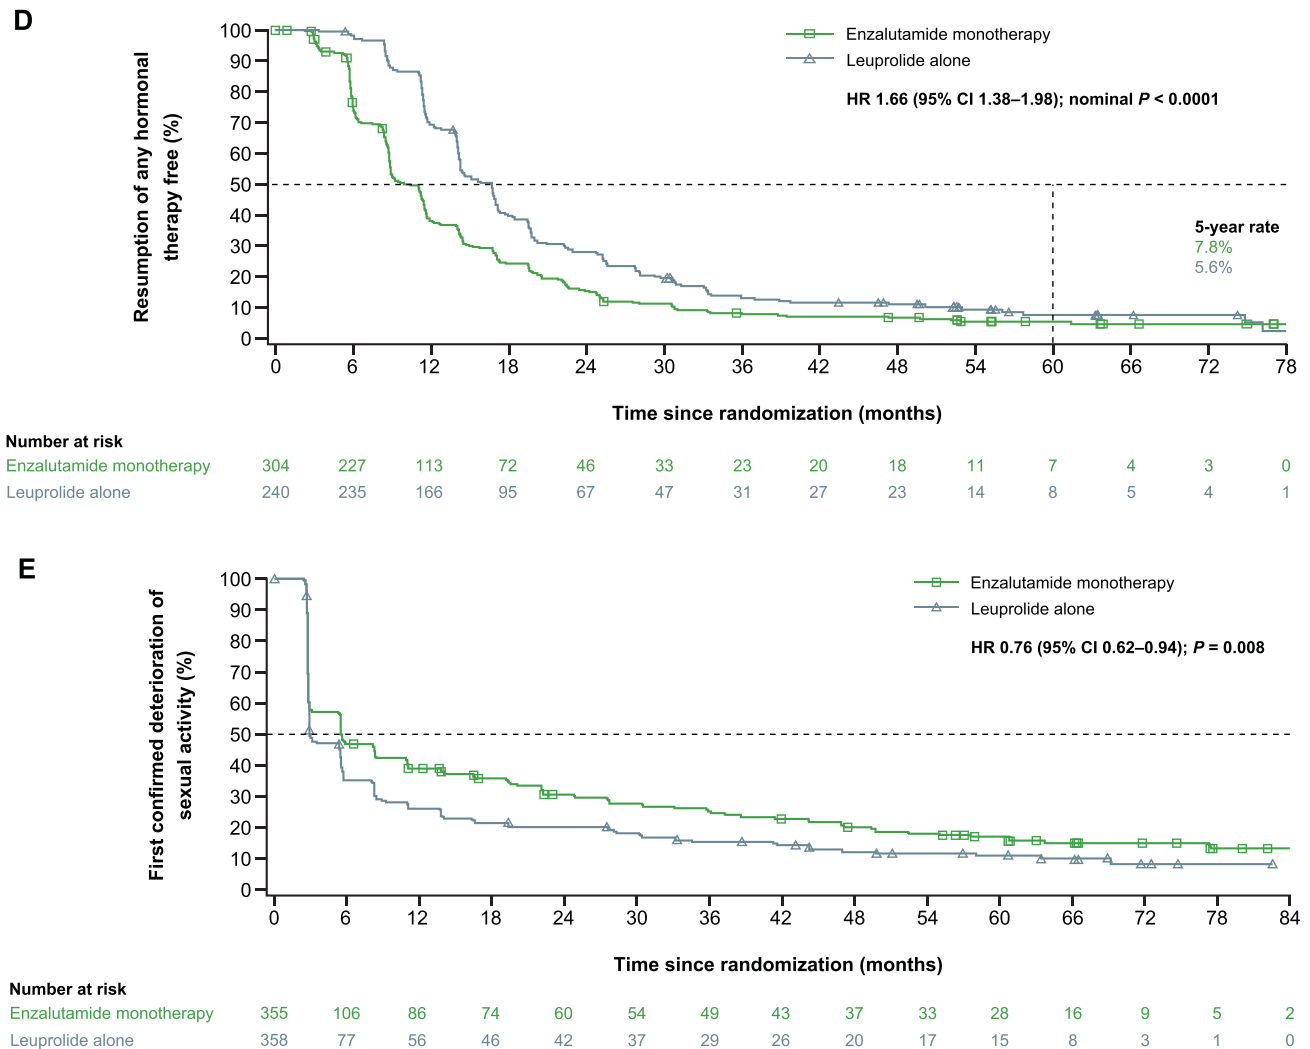 D
Enzalutamide monotherapy
Leuprolide alone
HR 1.66 (95% CI 1.38–1.98); nominal P < 0.0001
Resumption of any hormonal
therapy free (%)
100
90
80
70
60
50
40
30
20
10
0
5-year rate
7.8%
5.6%
0 6 12 18 24 30 36 42 48 54 60 66 72 78
Time since randomization (months)
Number at risk
Enzalutamide monotherapy 304 227 113 72 46 33 23 20 18 11 7 4 3 0
Leuprolide alone 240 235 166 95 67 47 31 27 23 14 8 5 4 1
E
Enzalutamide monotherapy
Leuprolide alone
HR 0.76 (95% CI 0.62–0.94); P = 0.008
First confirmed deterioration of
sexual activity (%)
100
90
80
70
60
50
40
30
20
10
0
0 6 12 18 24 30 36 42 48 54 60 66 72 78 84
Time since randomization (months)
Number at risk
Enzalutamide monotherapy 355 106 86 74 60 54 49 43 37 33 28 16 9 5 2
Leuprolide alone 358 77 56 46 42 37 29 26 20 17 15 8 3 1 0